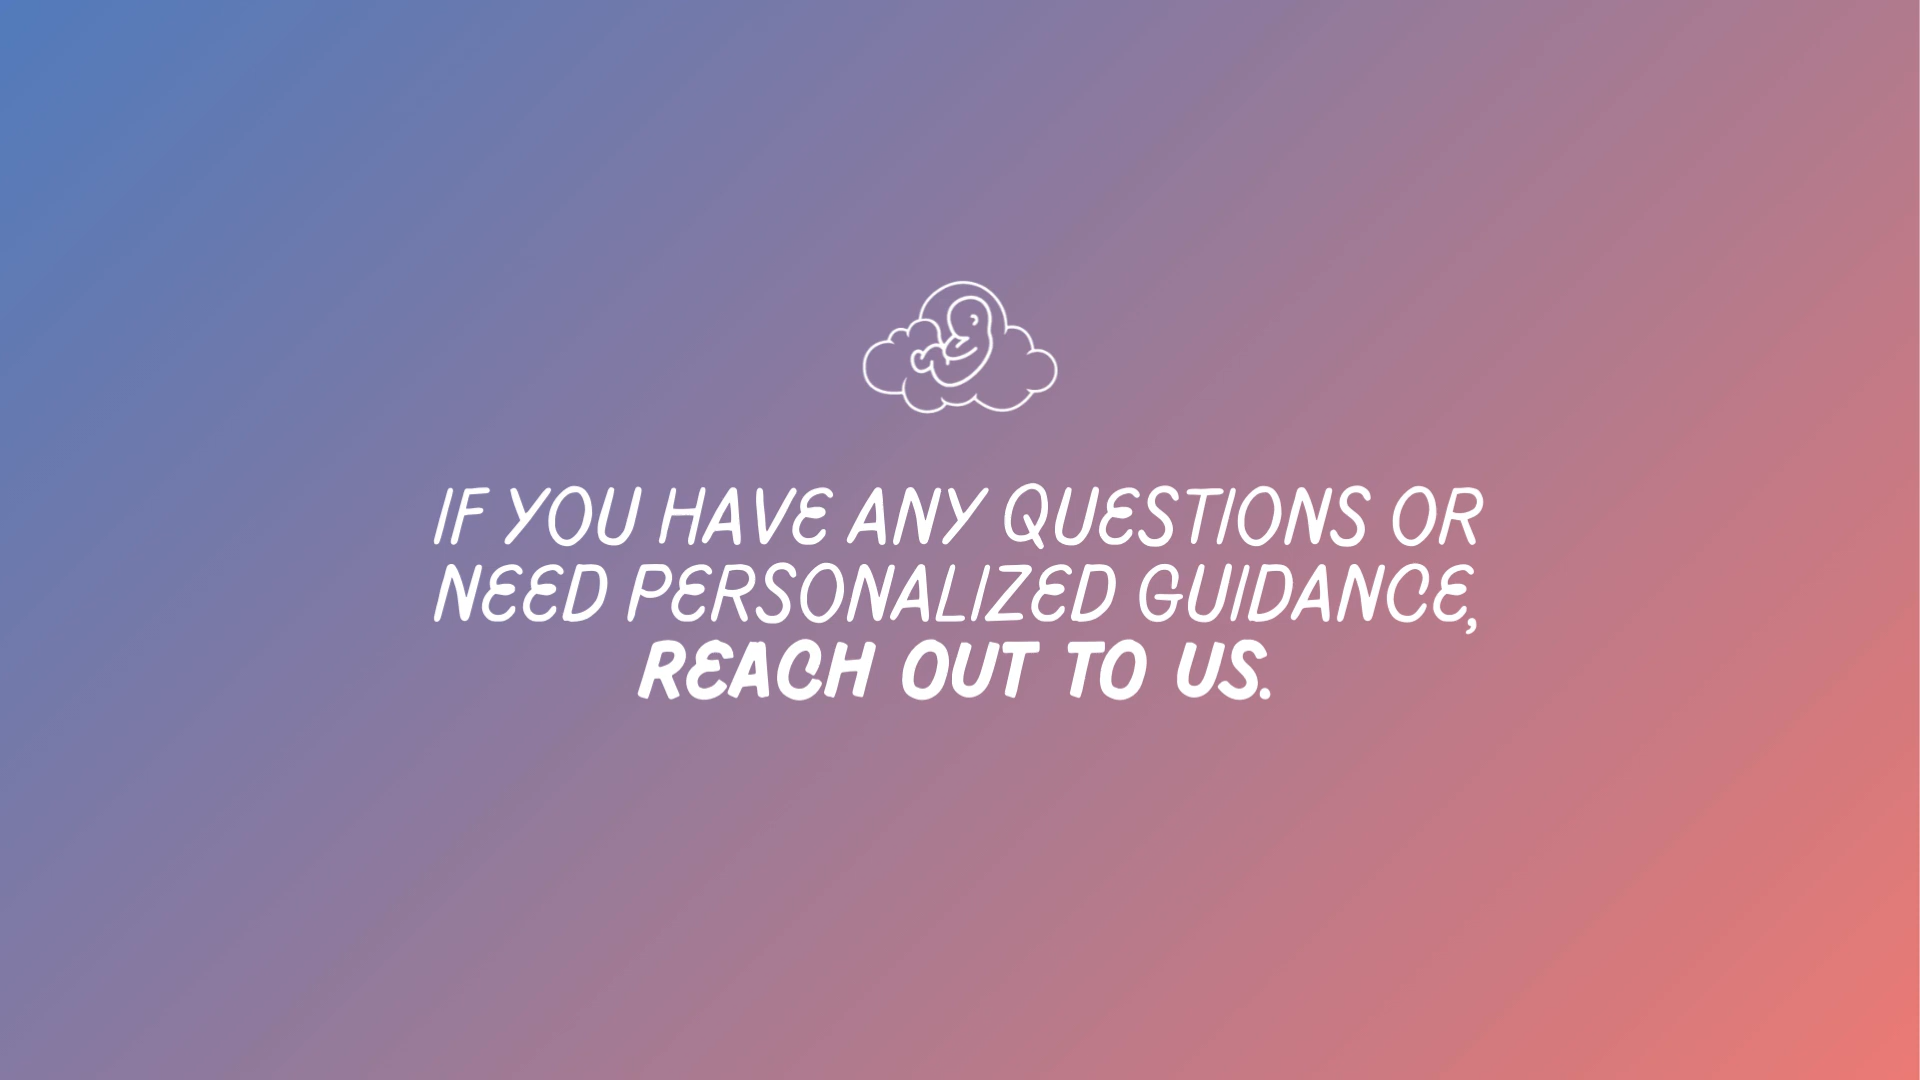 IF YOU HAVE ANY QUESTIONS OR
NEED PERSONALIZED GUIDANCE,
REACH OUT TO US.